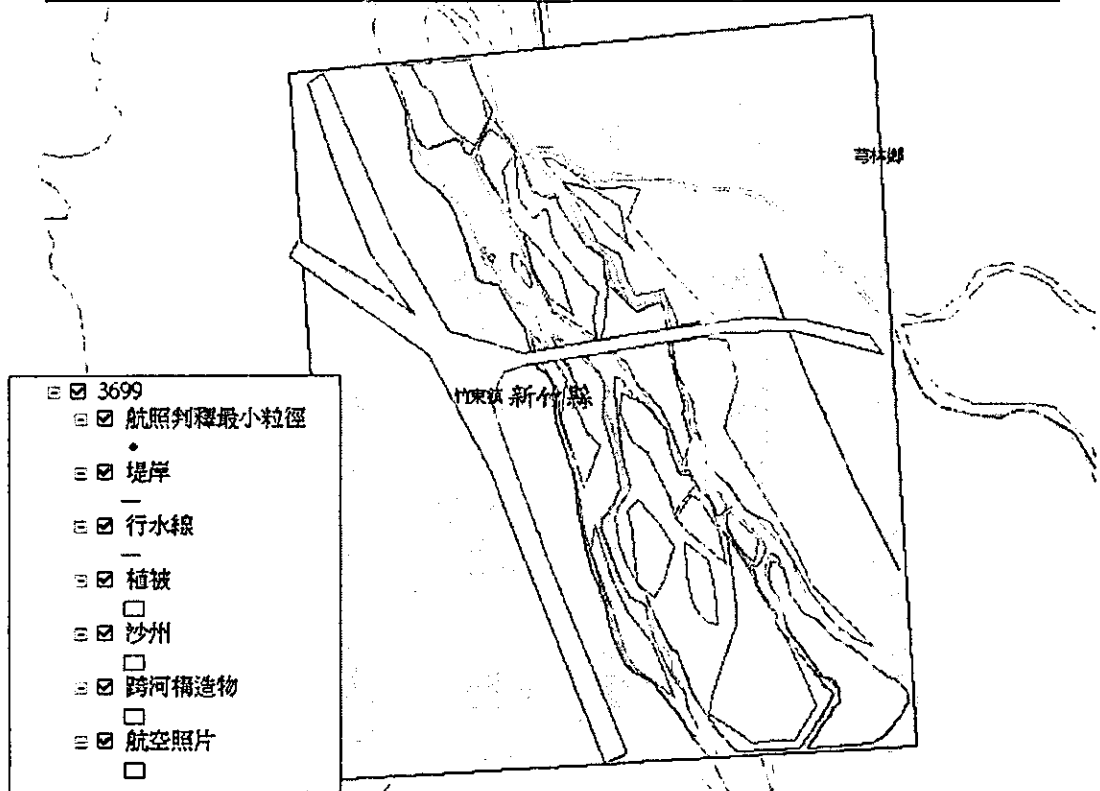 芎林鄉
竹東鎮 新竹縣
3699
航照判釋最小粒徑
堤岸
行水線
植被
沙州
跨河構造物
航空照片